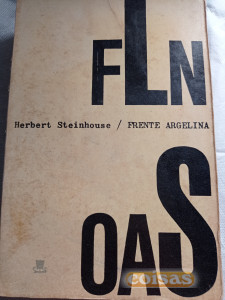 FLN
Herbert Steinhouse / FRENTE ARGELINA
OAS
coisas